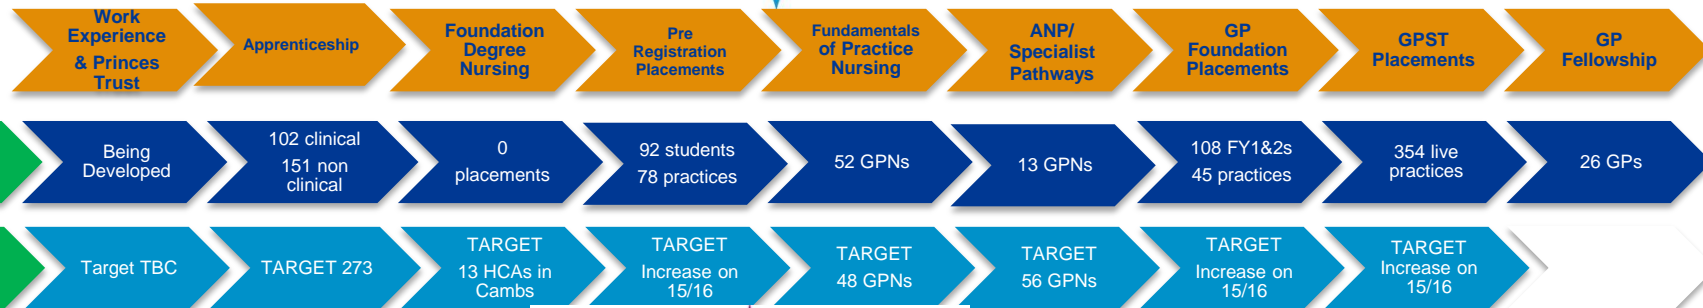 Work
Experience
& Princes
Trust
Apprenticeship
Foundation
Degree
Nursing
Pre
Registration
Placements
Fundamentals
of Practice
Nursing
ANP/
Specialist
Pathways
GP
Foundation
Placements
GPST
Placements
GP
Fellowship
Being
Developed
102 clinical
151 non
clinical
0
placements
92 students
78 practices
52 GPNs
13 GPNs
108 FY1&2s
45 practices
354 live
practices
26 GPs
Target TBC
TARGET 273
TARGET
13 HCAs in
Cambs
TARGET
Increase on
15/16
TARGET
48 GPNs
TARGET
56 GPNs
TARGET
Increase on
15/16
TARGET
Increase on
15/16